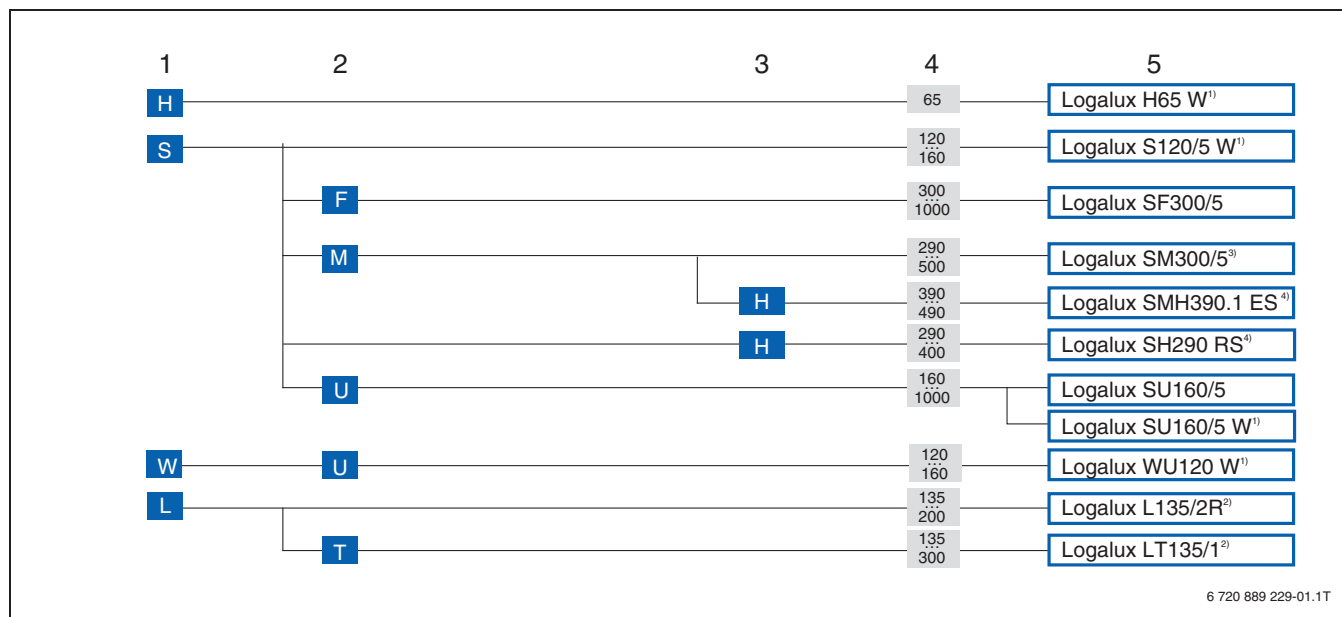 1 2 3 4 5
H 65 Logalux H65 W¹⁾
S 120 ... 160 Logalux S120/5 W¹⁾
F 300 ... 1000 Logalux SF300/5
M 290 ... 500 Logalux SM300/5³⁾
H 390 ... 490 Logalux SMH390.1 ES⁴⁾
H 290 ... 400 Logalux SH290 RS⁴⁾
U 160 ... 1000 Logalux SU160/5
Logalux SU160/5 W¹⁾
W U 120 ... 160 Logalux WU120 W¹⁾
L 135 ... 200 Logalux L135/2R²⁾
T 135 ... 300 Logalux LT135/1²⁾
6 720 889 229-01.1T